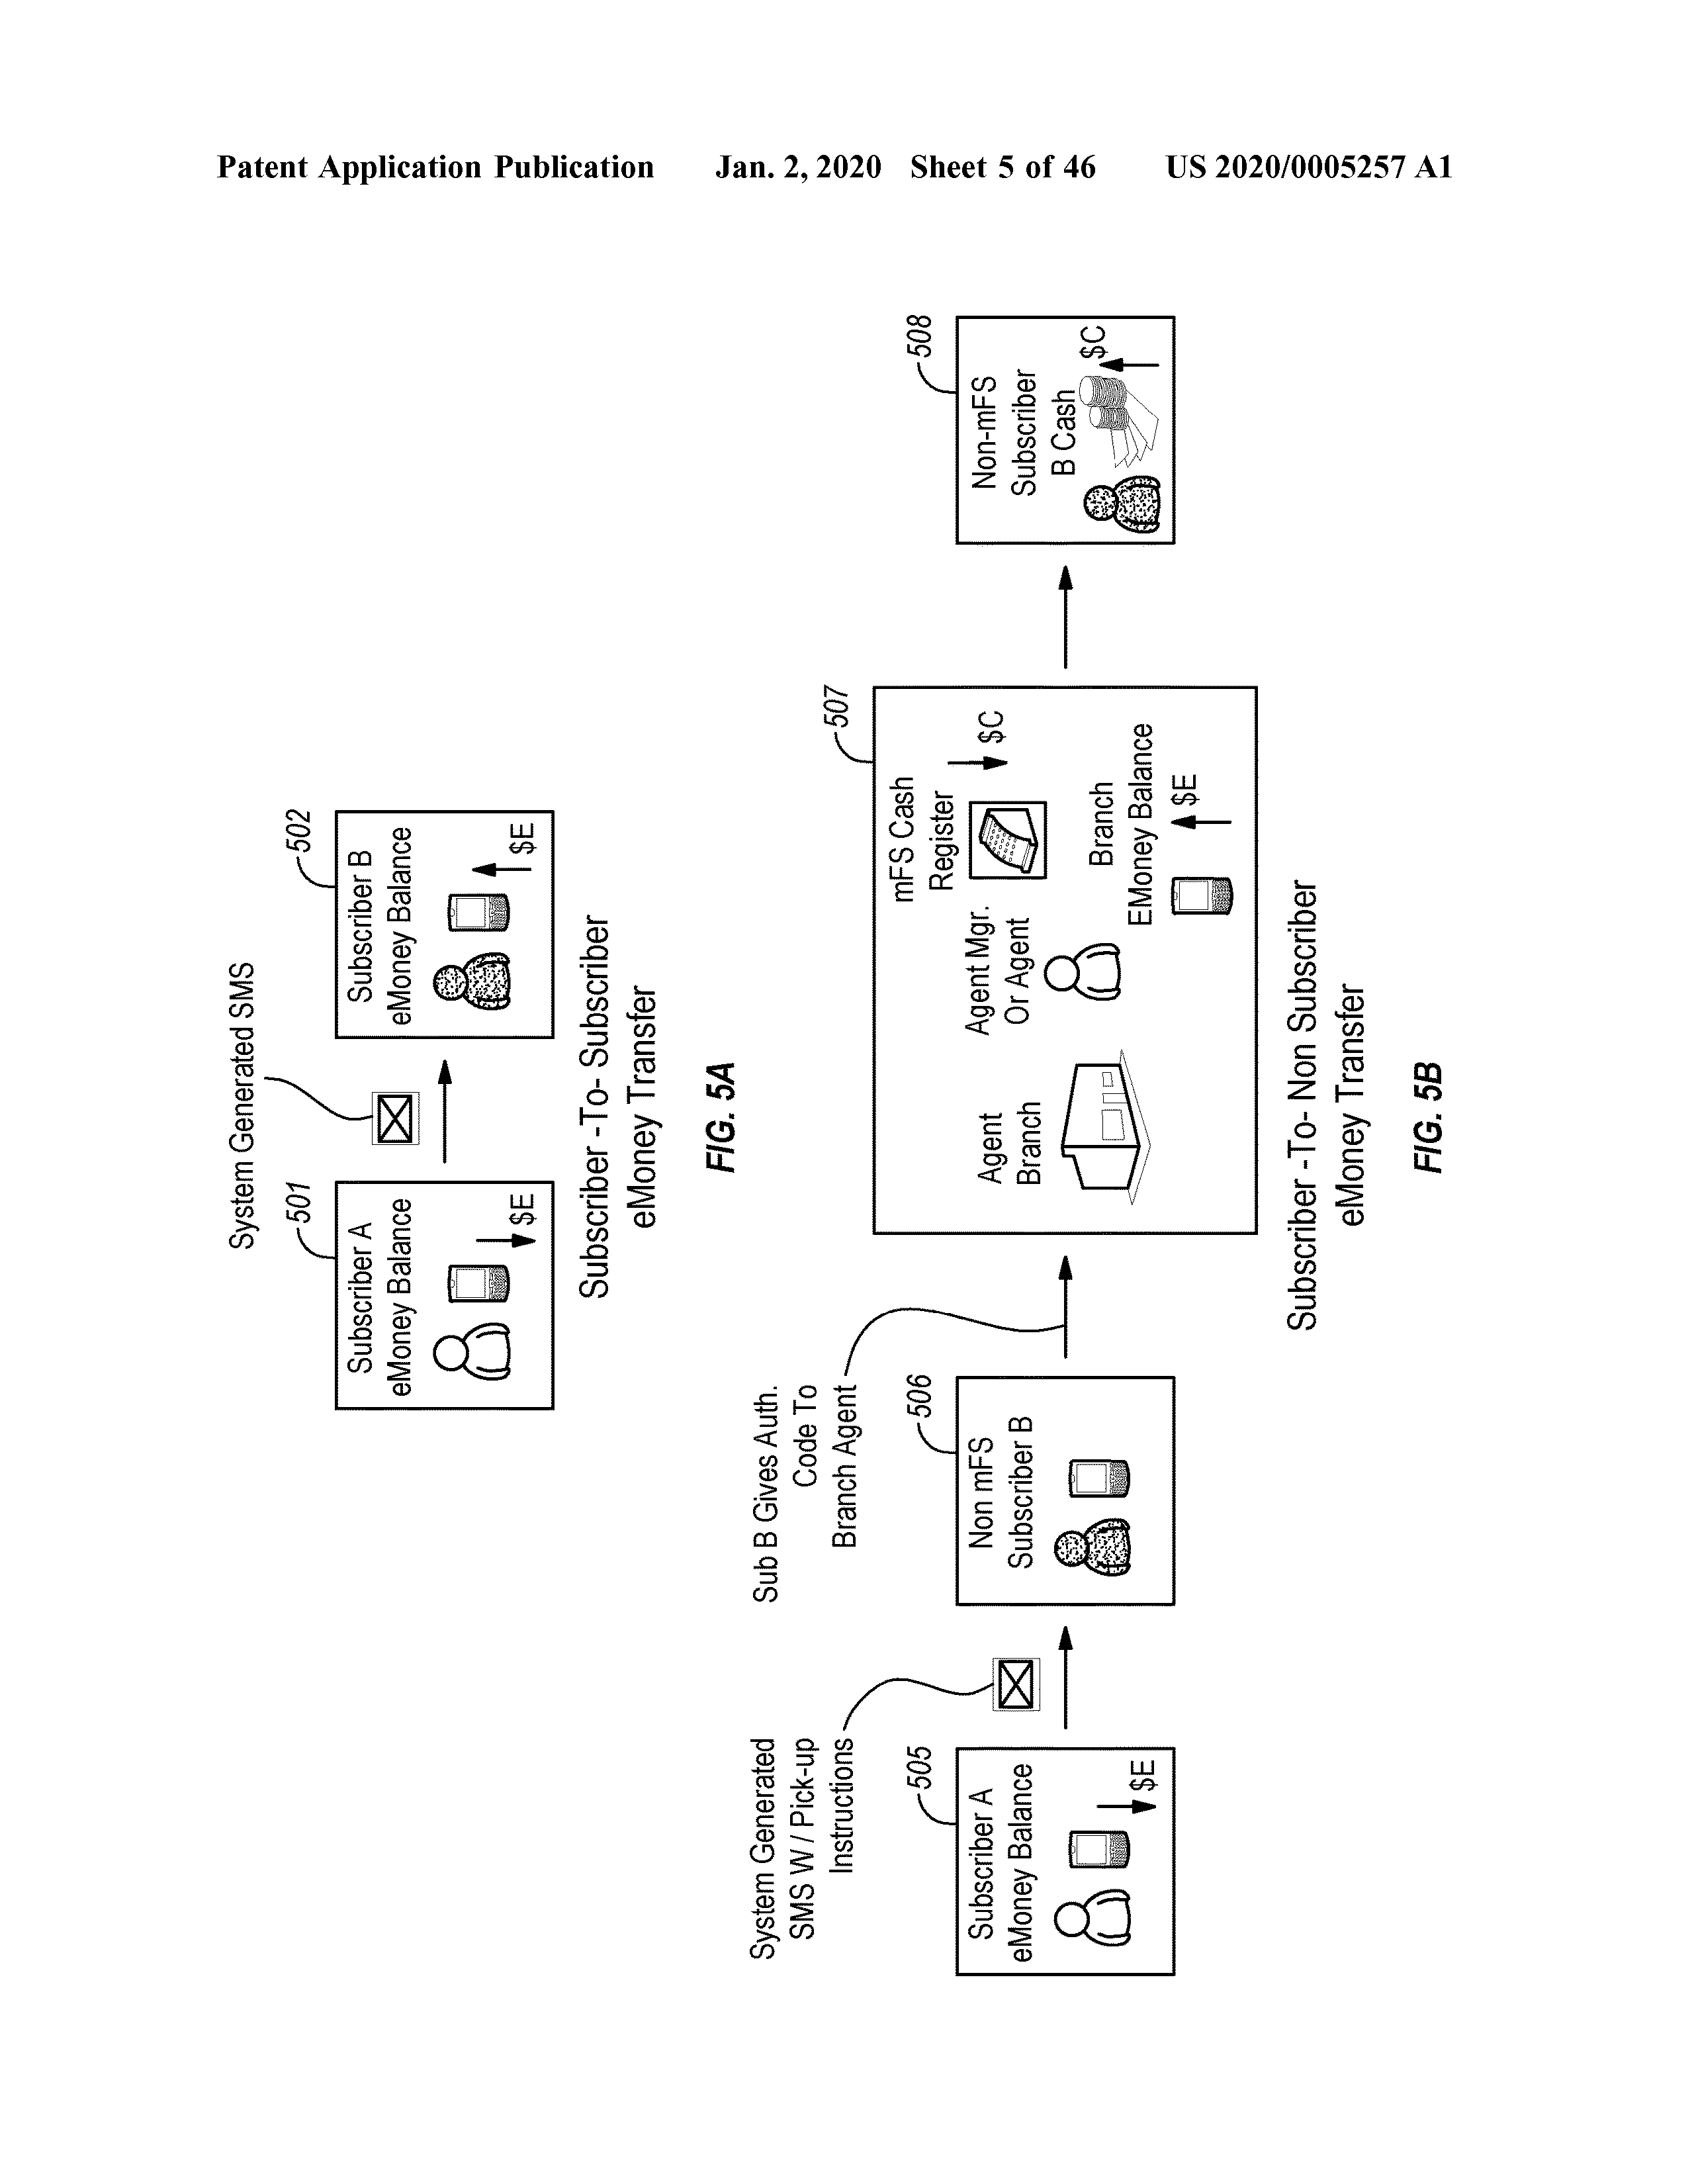 Patent Application Publication Jan. 2, 2020 Sheet 5 of 46 US 2020/0005257 A1
System Generated SMS
501
Subscriber A
eMoney Balance
$E
502
Subscriber B
eMoney Balance
$E
Subscriber -To- Subscriber
eMoney Transfer
FIG. 5A
System Generated
SMS W / Pick-up
Instructions
505
Subscriber A
eMoney Balance
$E
Sub B Gives Auth.
Code To
Branch Agent
506
Non mFS
Subscriber B
507
Agent
Branch
Agent Mgr.
Or Agent
mFS Cash
Register
$C
Branch
EMoney Balance
$E
508
Non-mFS
Subscriber
B Cash
$C
Subscriber -To- Non Subscriber
eMoney Transfer
FIG. 5B